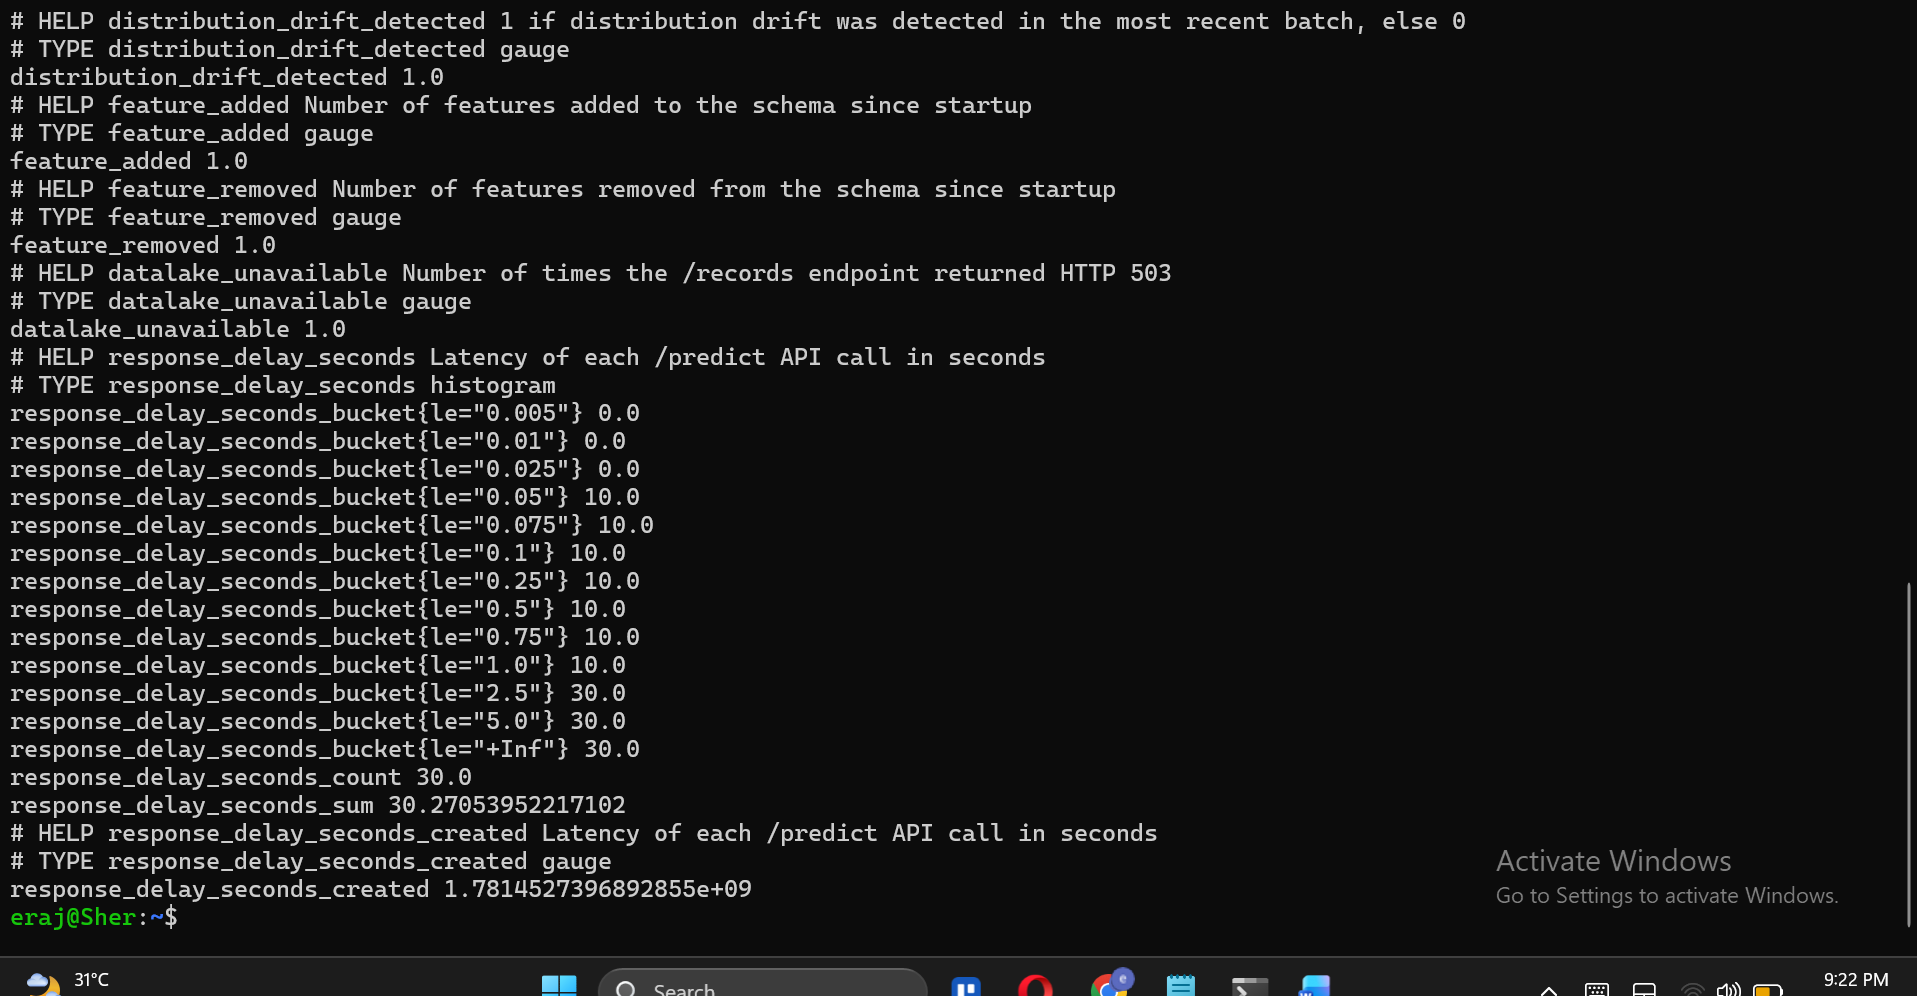 # HELP distribution_drift_detected 1 if distribution drift was detected in the most recent batch, else 0
# TYPE distribution_drift_detected gauge
distribution_drift_detected 1.0
# HELP feature_added Number of features added to the schema since startup
# TYPE feature_added gauge
feature_added 1.0
# HELP feature_removed Number of features removed from the schema since startup
# TYPE feature_removed gauge
feature_removed 1.0
# HELP datalake_unavailable Number of times the /records endpoint returned HTTP 503
# TYPE datalake_unavailable gauge
datalake_unavailable 1.0
# HELP response_delay_seconds Latency of each /predict API call in seconds
# TYPE response_delay_seconds histogram
response_delay_seconds_bucket{le="0.005"} 0.0
response_delay_seconds_bucket{le="0.01"} 0.0
response_delay_seconds_bucket{le="0.025"} 0.0
response_delay_seconds_bucket{le="0.05"} 10.0
response_delay_seconds_bucket{le="0.075"} 10.0
response_delay_seconds_bucket{le="0.1"} 10.0
response_delay_seconds_bucket{le="0.25"} 10.0
response_delay_seconds_bucket{le="0.5"} 10.0
response_delay_seconds_bucket{le="0.75"} 10.0
response_delay_seconds_bucket{le="1.0"} 10.0
response_delay_seconds_bucket{le="2.5"} 30.0
response_delay_seconds_bucket{le="5.0"} 30.0
response_delay_seconds_bucket{le="+Inf"} 30.0
response_delay_seconds_count 30.0
response_delay_seconds_sum 30.27053952217102
# HELP response_delay_seconds_created Latency of each /predict API call in seconds
# TYPE response_delay_seconds_created gauge
response_delay_seconds_created 1.7814527396892855e+09
eraj@Sher:~$
Activate Windows
Go to Settings to activate Windows.
31°C
Search
9:22 PM